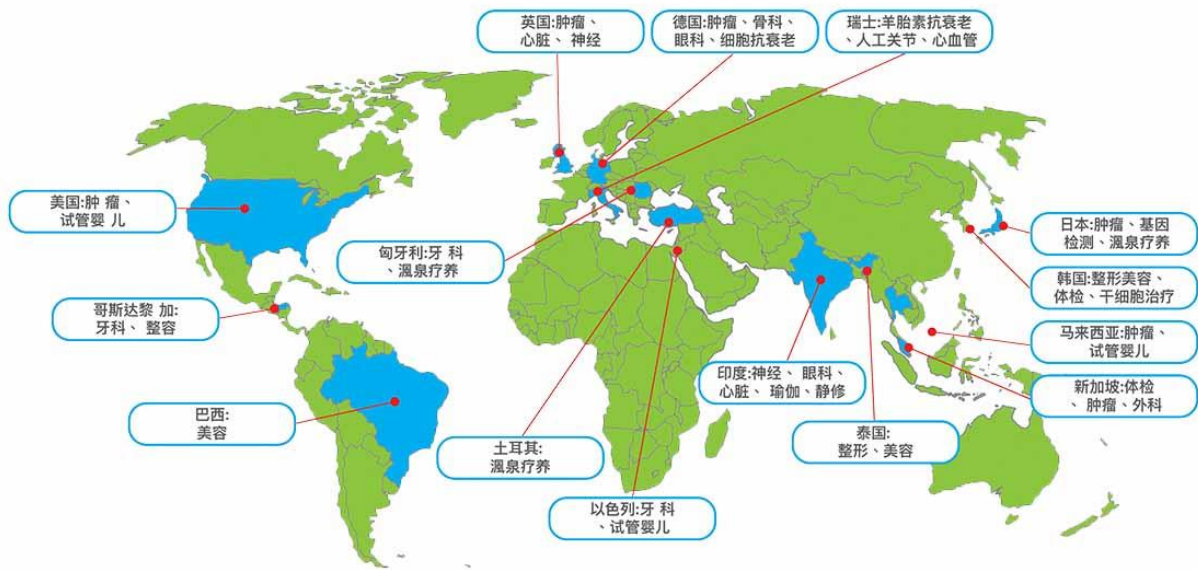 英国:肿瘤、
心脏、 神经
德国:肿瘤、骨科、
眼科、细胞抗衰老
瑞士:羊胎素抗衰老
、人工关节、心血管
美国:肿 瘤、
试管婴 儿
匈牙利:牙 科
、溫泉疗养
日本:肿瘤、基因
检测、溫泉疗养
韩国:整形美容、
体检、干细胞治疗
哥斯达黎 加:
牙科、 整容
马来西亚:肿瘤、
试管婴儿
印度:神经、 眼科、
心脏、 瑜伽、静修
新加坡:体检
、肿瘤、外科
巴西:
美容
泰国:
整形、美容
土耳其:
溫泉疗养
以色列:牙 科
、试管婴儿